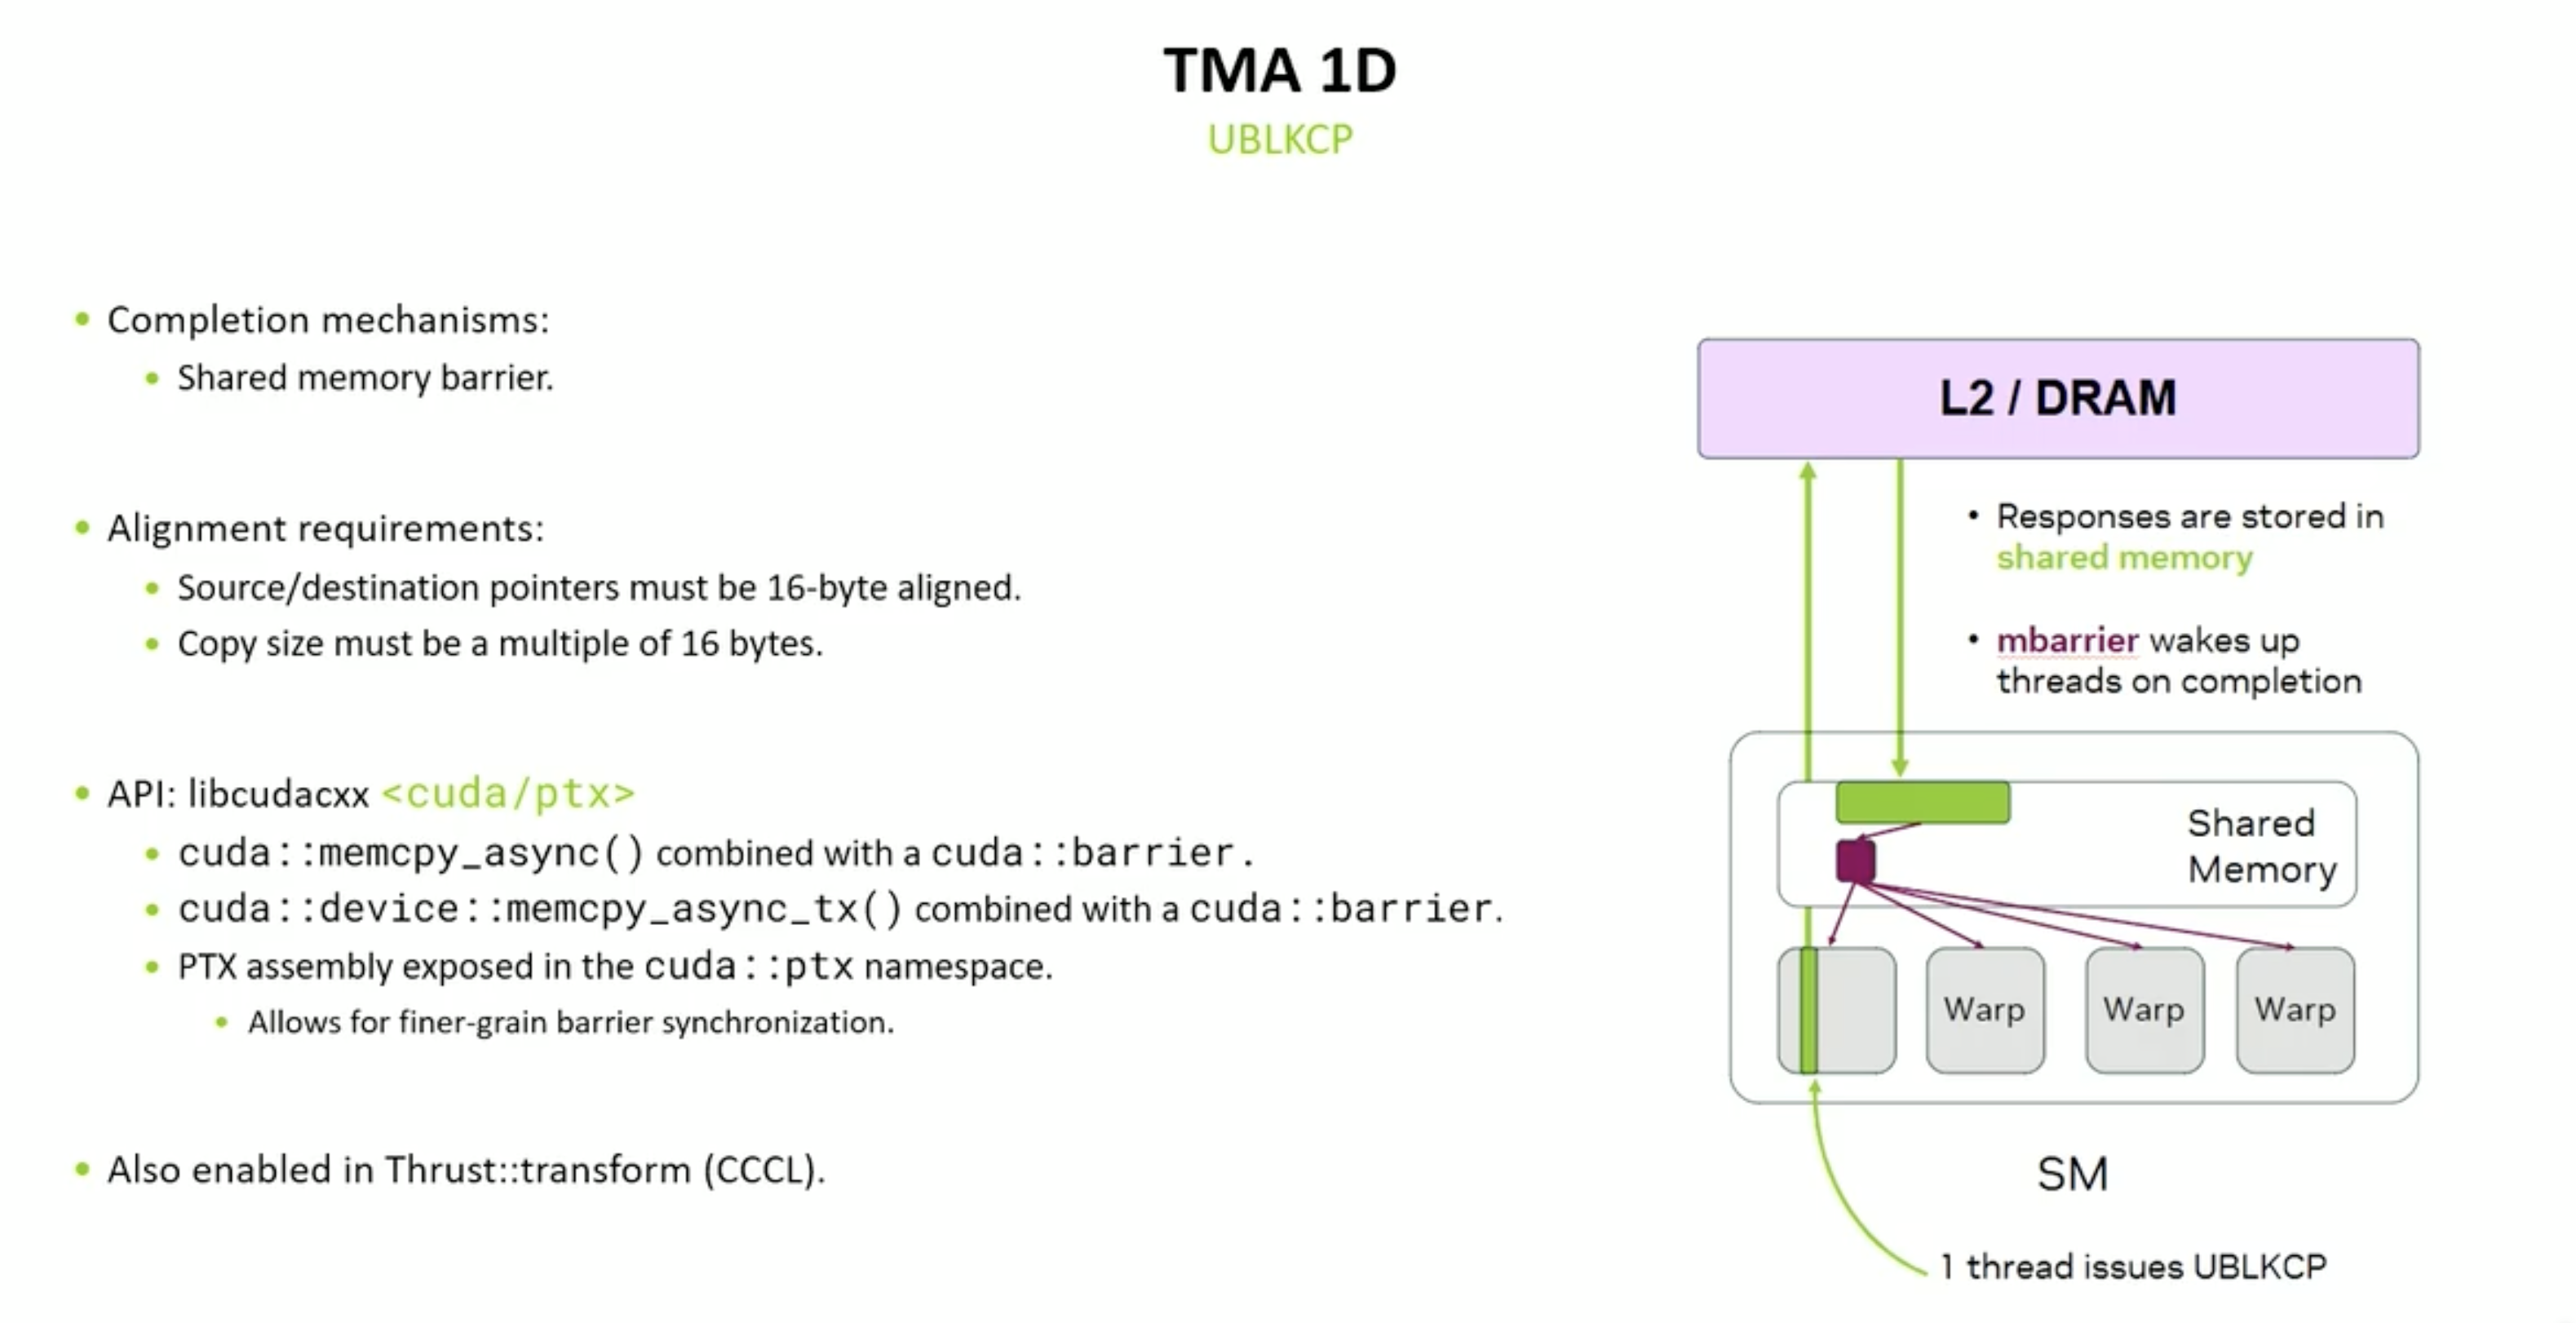 TMA 1D
UBLKCP
Completion mechanisms:
Shared memory barrier.
Alignment requirements:
Source/destination pointers must be 16-byte aligned.
Copy size must be a multiple of 16 bytes.
API: libcudacxx <cuda/ptx>
cuda::memcpy_async() combined with a cuda::barrier.
cuda::device::memcpy_async_tx() combined with a cuda::barrier.
PTX assembly exposed in the cuda::ptx namespace.
Allows for finer-grain barrier synchronization.
Also enabled in Thrust::transform (CCCL).
L2 / DRAM
Responses are stored in
shared memory
mbarrier wakes up
threads on completion
Shared
Memory
Warp
Warp
Warp
SM
1 thread issues UBLKCP